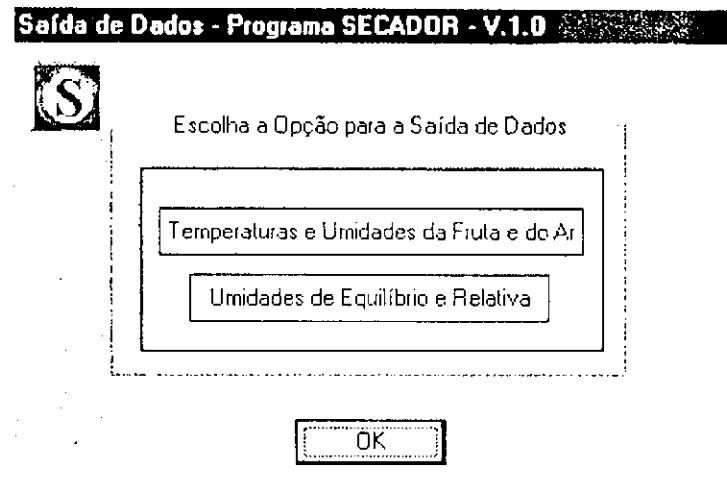 Saída de Dados - Programa SECADOR - V.1.0
S
Escolha a Opção para a Saída de Dados
Temperaturas e Umidades da Fruta e do Ar
Umidades de Equilíbrio e Relativa
OK